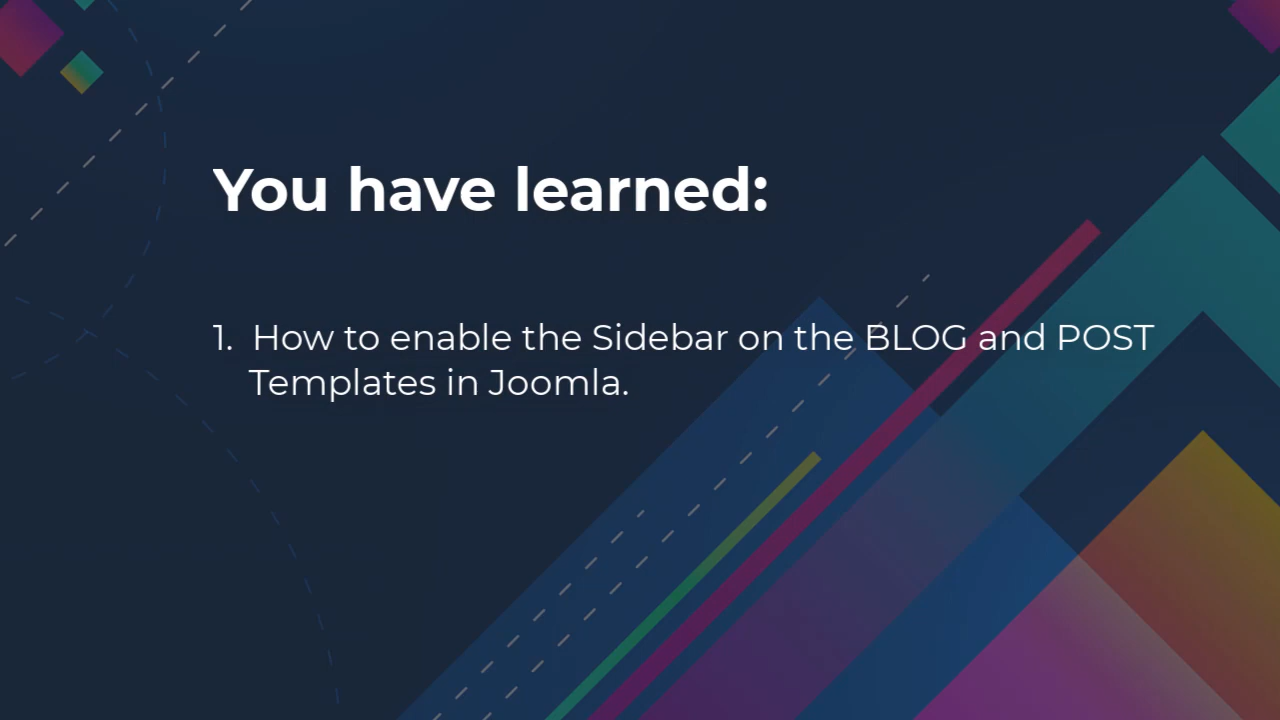 You have learned:
1. How to enable the Sidebar on the BLOG and POST
Templates in Joomla.